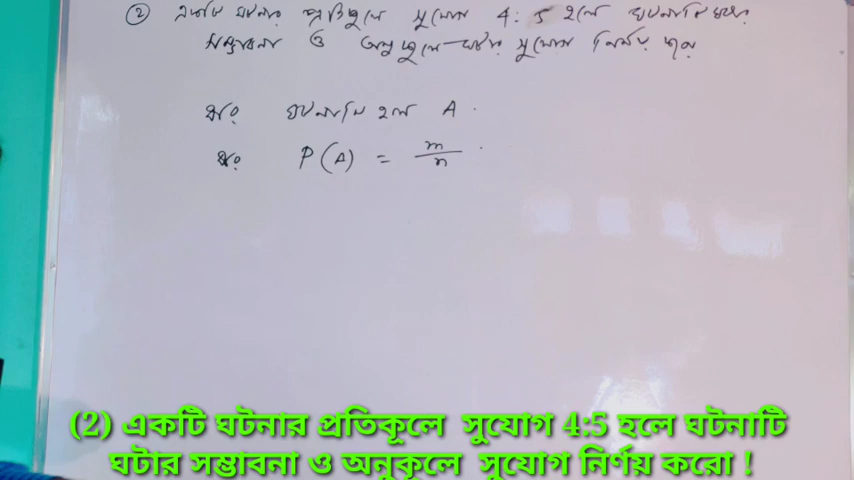 ② একটি ঘটনার প্রতিকুলে সুযোগ 4:5 হলে ঘটনাটি ঘটার
সম্ভাবনা ও অনুকুলে ঘটার সুযোগ নির্ণয় কর
ধরি ঘটনাটি হল A.
P(A) = m/n.
(2) একটি ঘটনার প্রতিকূলে সুযোগ 4:5 হলে ঘটনাটি
ঘটার সম্ভাবনা ও অনুকূলে সুযোগ নির্ণয় করো !